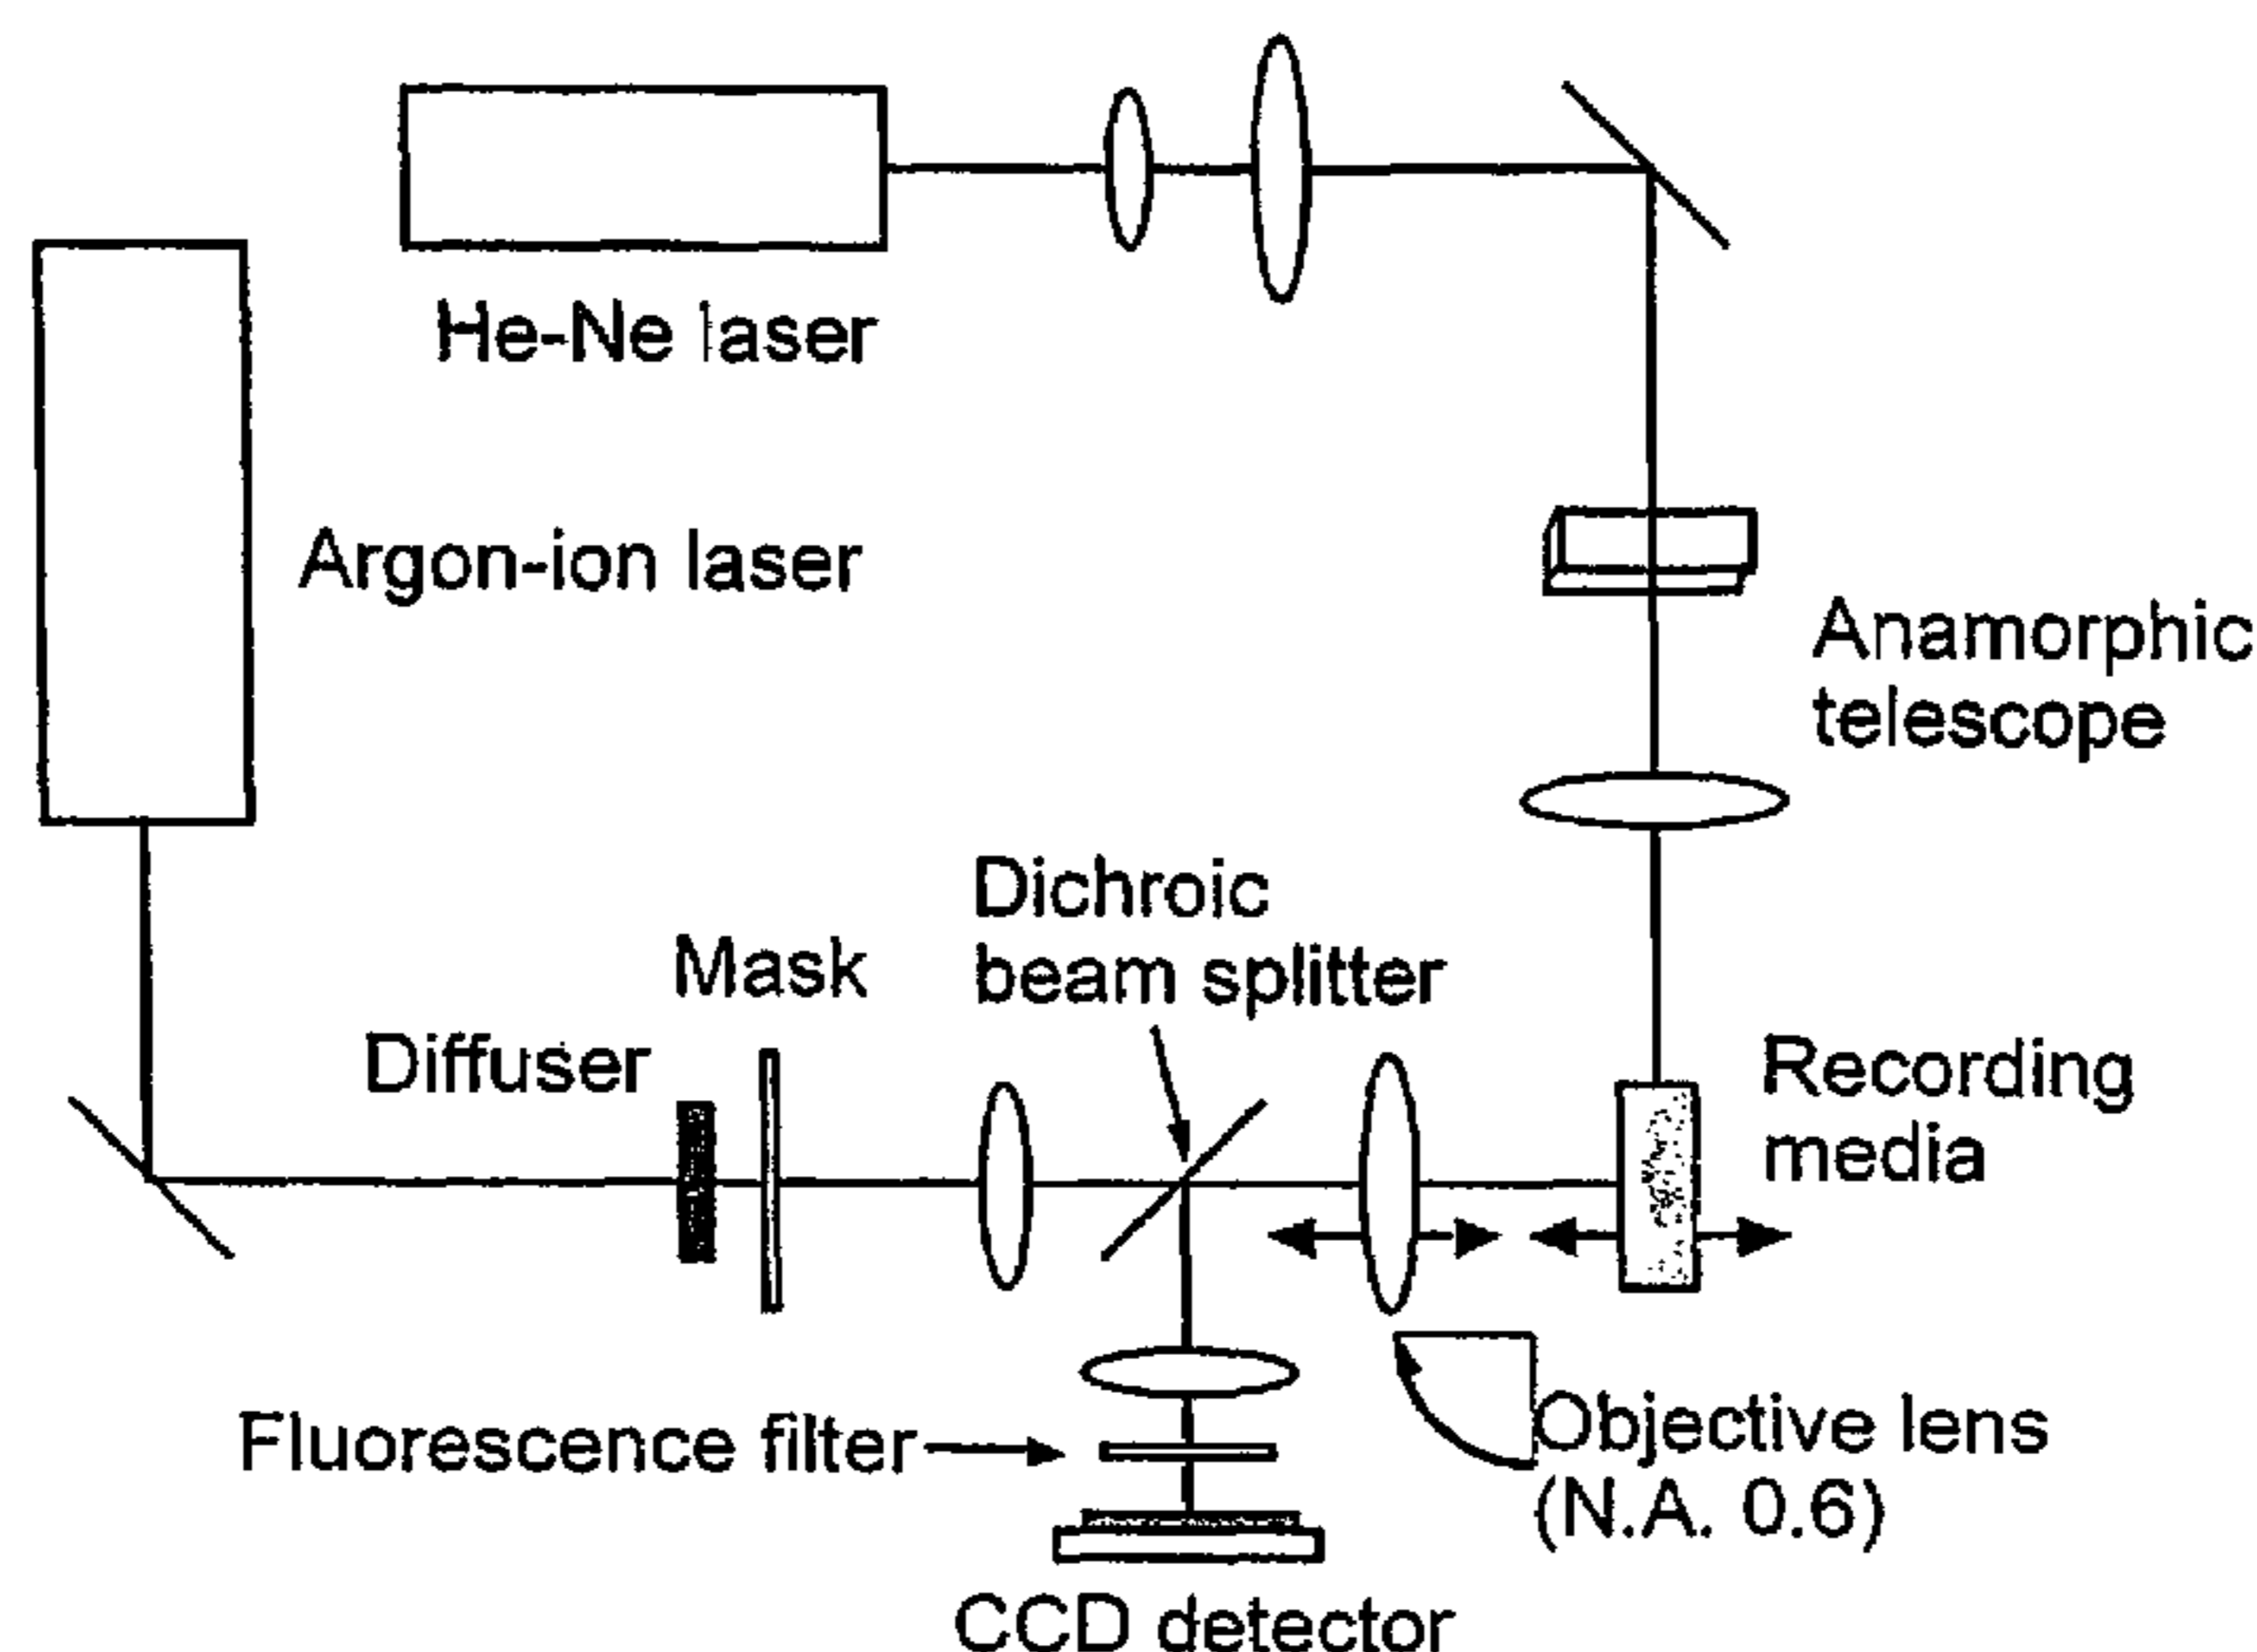 He-Ne laser
Argon-ion laser
Anamorphic
telescope
Dichroic
beam splitter
Mask
Diffuser
Recording
media
Fluorescence filter
Objective lens
(N.A. 0.6)
CCD detector